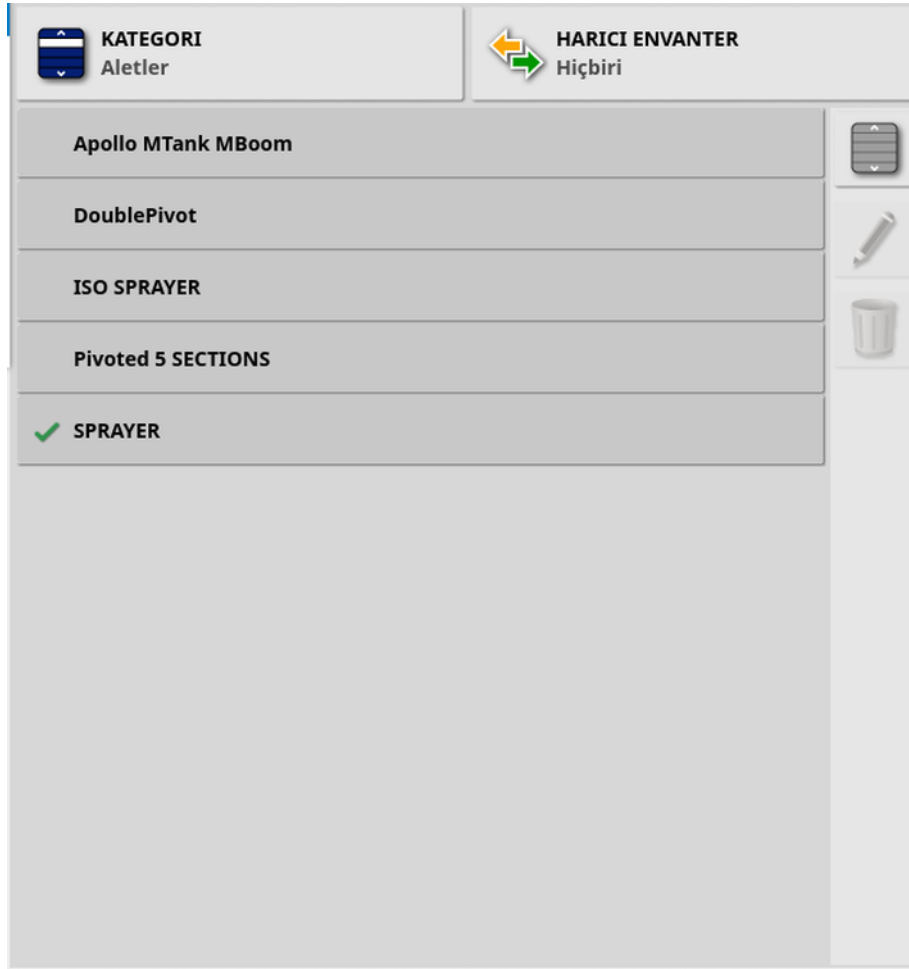 KATEGORI
Aletler
HARICI ENVANTER
Hiçbiri
Apollo MTank MBoom
DoublePivot
ISO SPRAYER
Pivoted 5 SECTIONS
SPRAYER